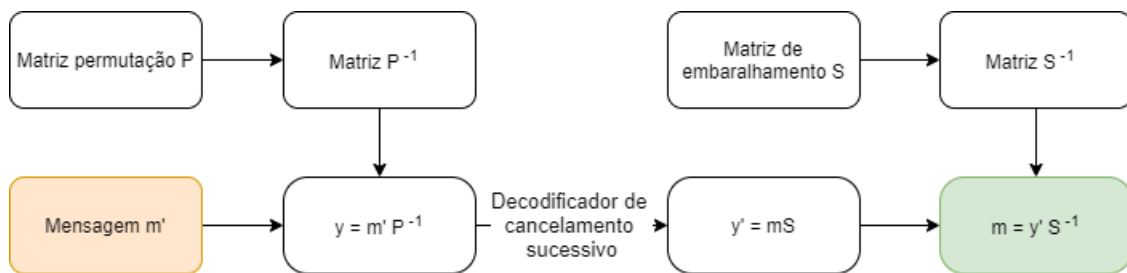 Matriz permutação P
Matriz P⁻¹
Matriz de
embaralhamento S
Matriz S⁻¹
Mensagem m'
y = m' P⁻¹
Decodificador de
cancelamento
sucessivo
y' = mS
m = y' S⁻¹